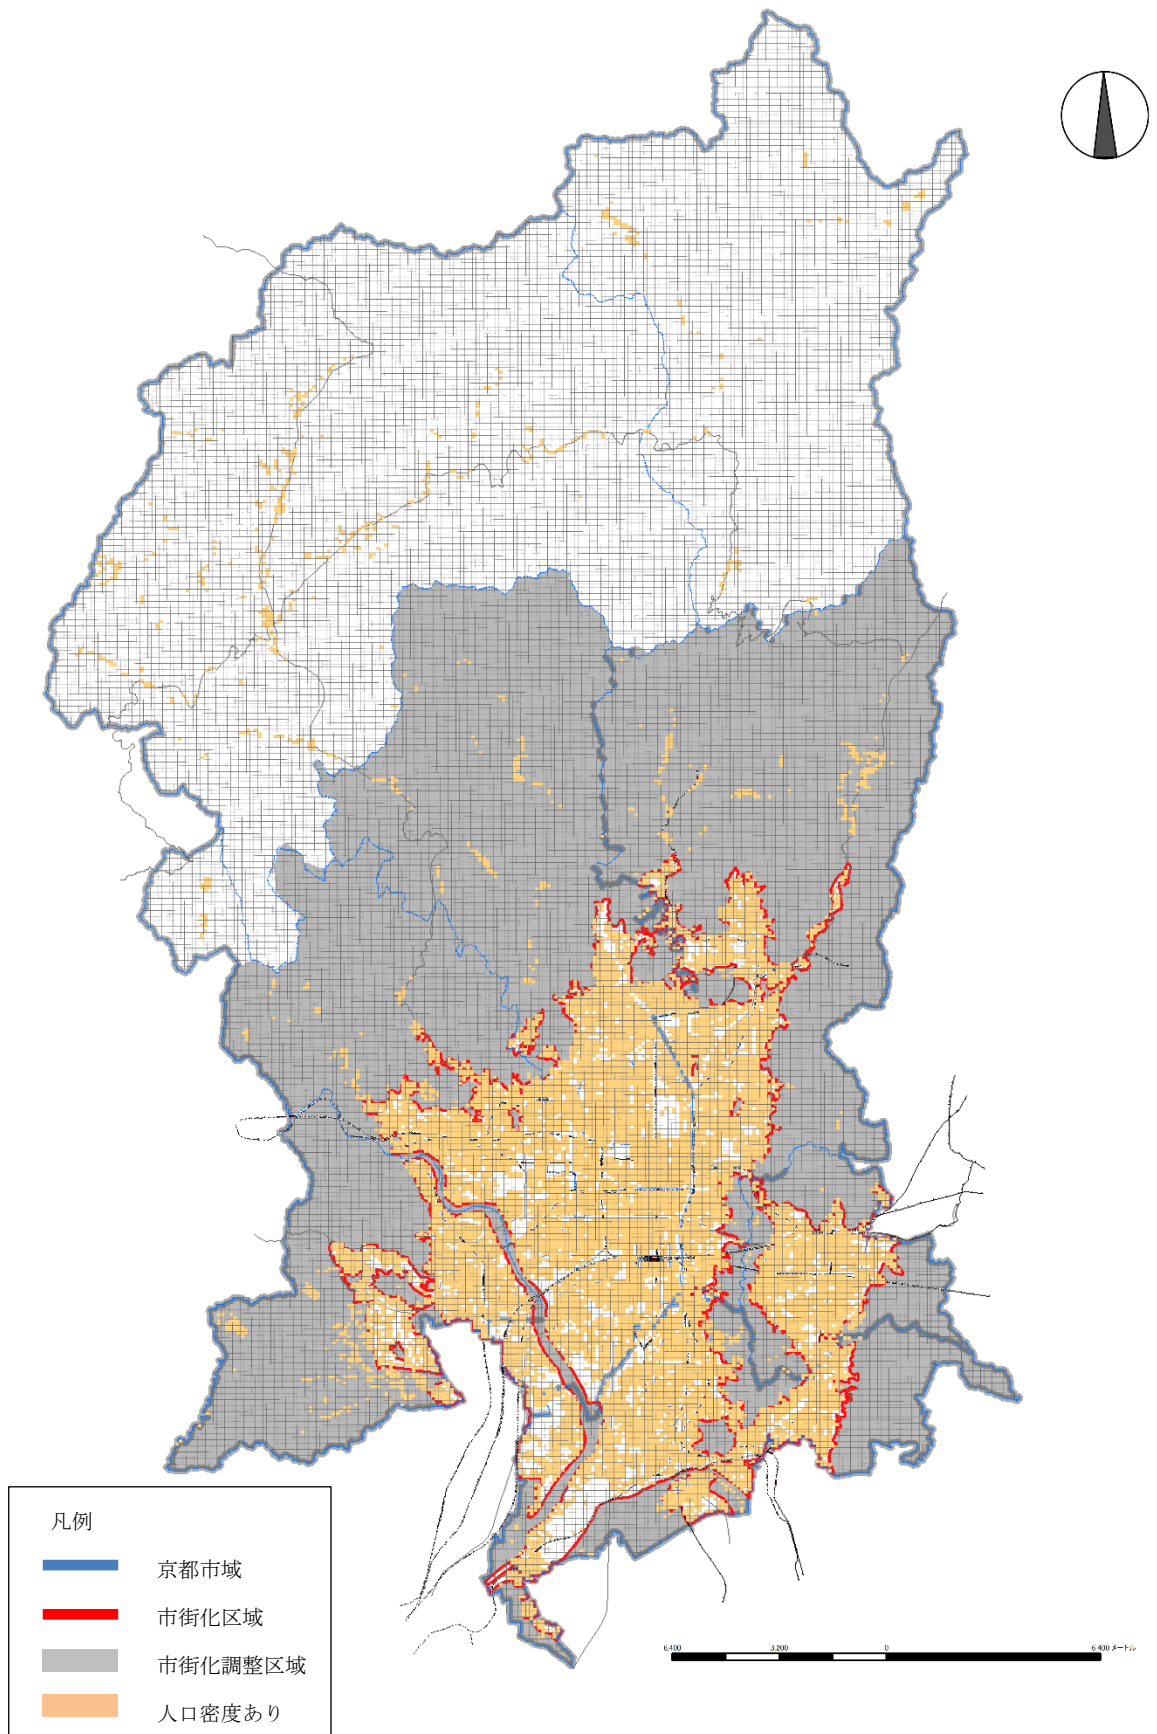 凡例
京都市域
市街化区域
市街化調整区域
人口密度あり
6,400 3,200 0 6,400 メートル